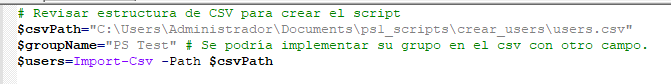 # Revisar estructura de CSV para crear el script
$csvPath="C:\Users\Administrador\Documents\ps1_scripts\crear_users\users.csv"
$groupName="PS Test" # Se podría implementar su grupo en el csv con otro campo.
$users=Import-Csv -Path $csvPath